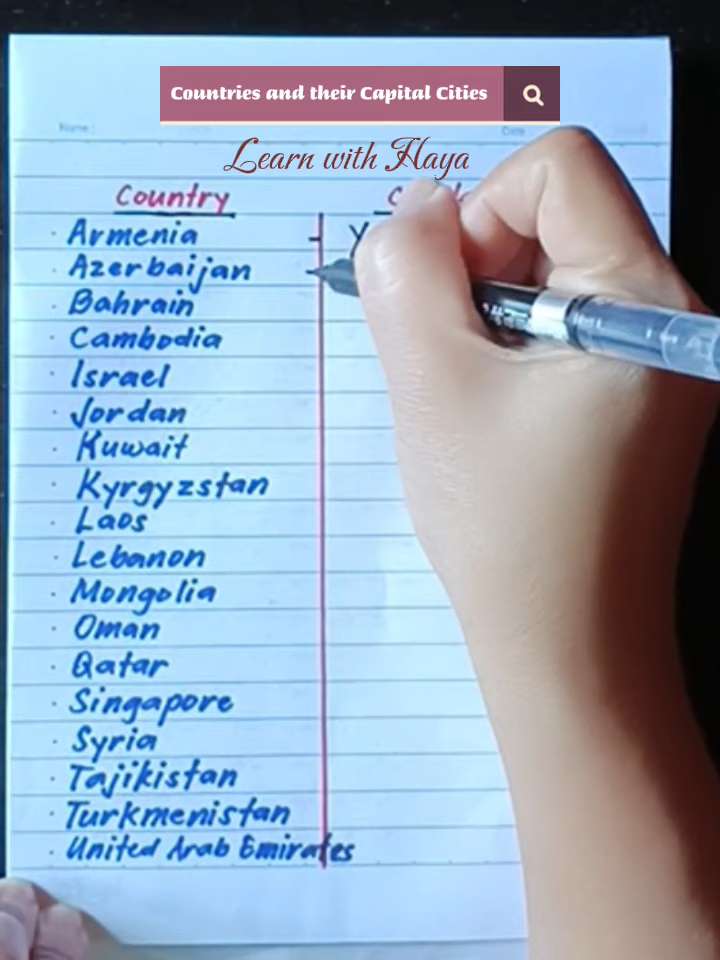 Countries and their Capital Cities
Learn with Haya
Name :
Date
Country
Armenia -
Azerbaijan -
Bahrain
Cambodia
Israel
Jordan
Kuwait
Kyrgyzstan
Laos
Lebanon
Mongolia
Oman
Qatar
Singapore
Syria
Tajikistan
Turkmenistan
United Arab Emirates